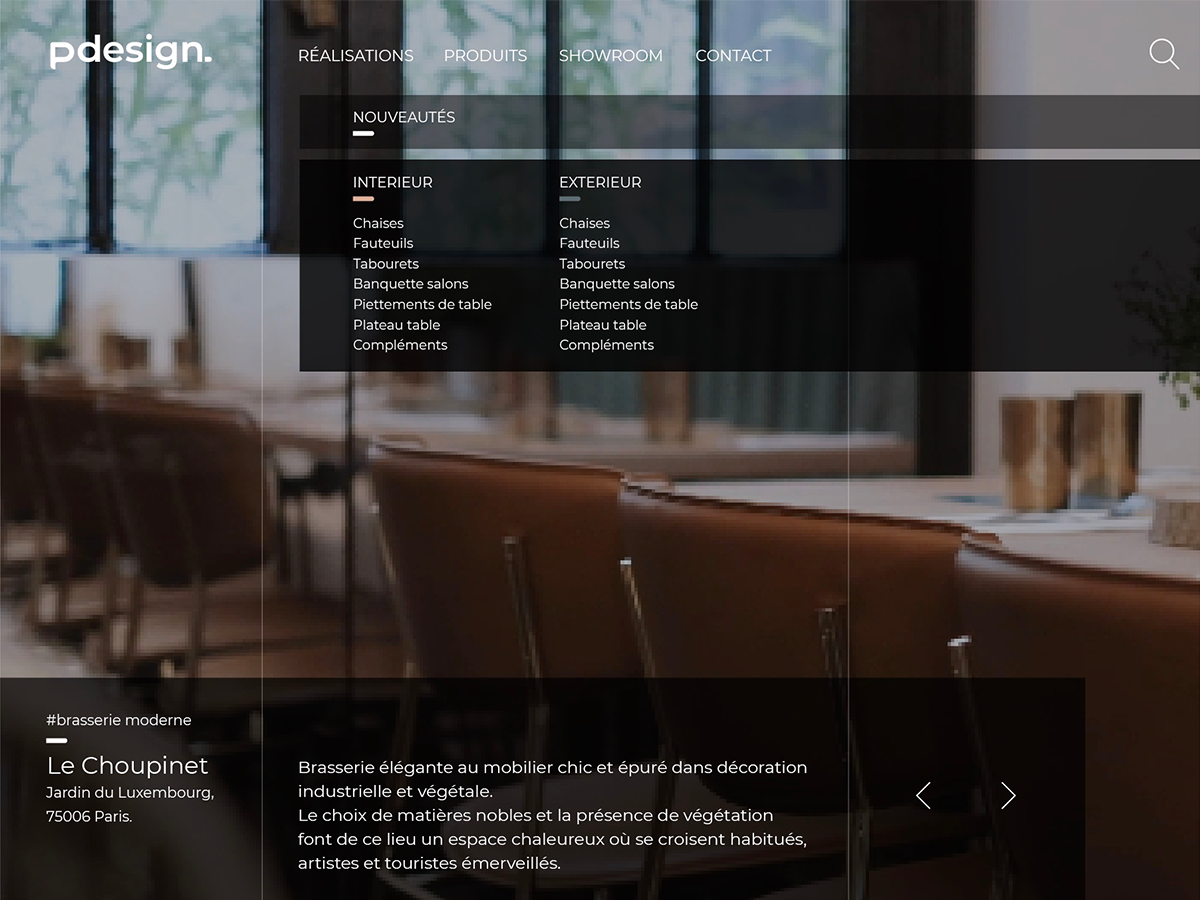 pdesign.
RÉALISATIONS PRODUITS SHOWROOM CONTACT
NOUVEAUTÉS
INTERIEUR
Chaises
Fauteuils
Tabourets
Banquette salons
Piettements de table
Plateau table
Compléments
EXTERIEUR
Chaises
Fauteuils
Tabourets
Banquette salons
Piettements de table
Plateau table
Compléments
#brasserie moderne
Le Choupinet
Jardin du Luxembourg,
75006 Paris.
Brasserie élégante au mobilier chic et épuré dans décoration
industrielle et végétale.
Le choix de matières nobles et la présence de végétation
font de ce lieu un espace chaleureux où se croisent habitués,
artistes et touristes émerveillés.